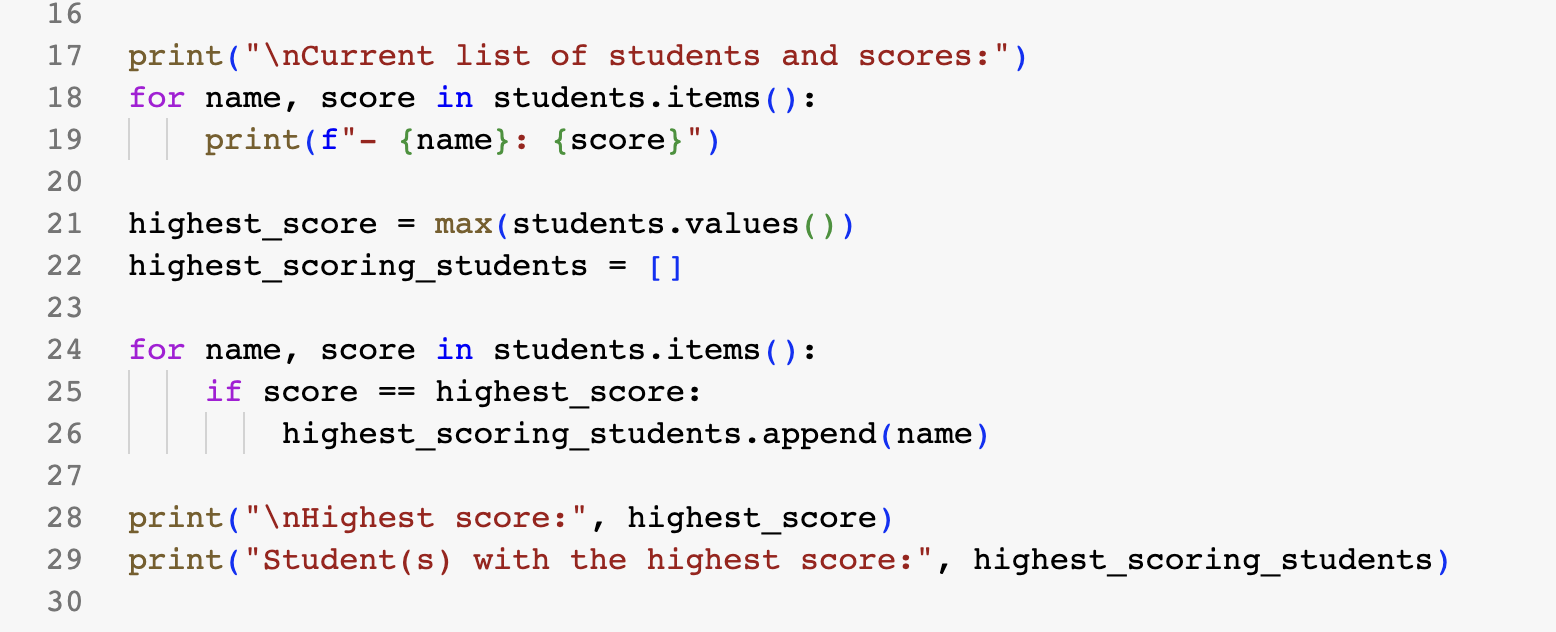 16
17 print("\nCurrent list of students and scores:")
18 for name, score in students.items():
19     print(f"- {name}: {score}")
20
21 highest_score = max(students.values())
22 highest_scoring_students = []
23
24 for name, score in students.items():
25     if score == highest_score:
26         highest_scoring_students.append(name)
27
28 print("\nHighest score:", highest_score)
29 print("Student(s) with the highest score:", highest_scoring_students)
30